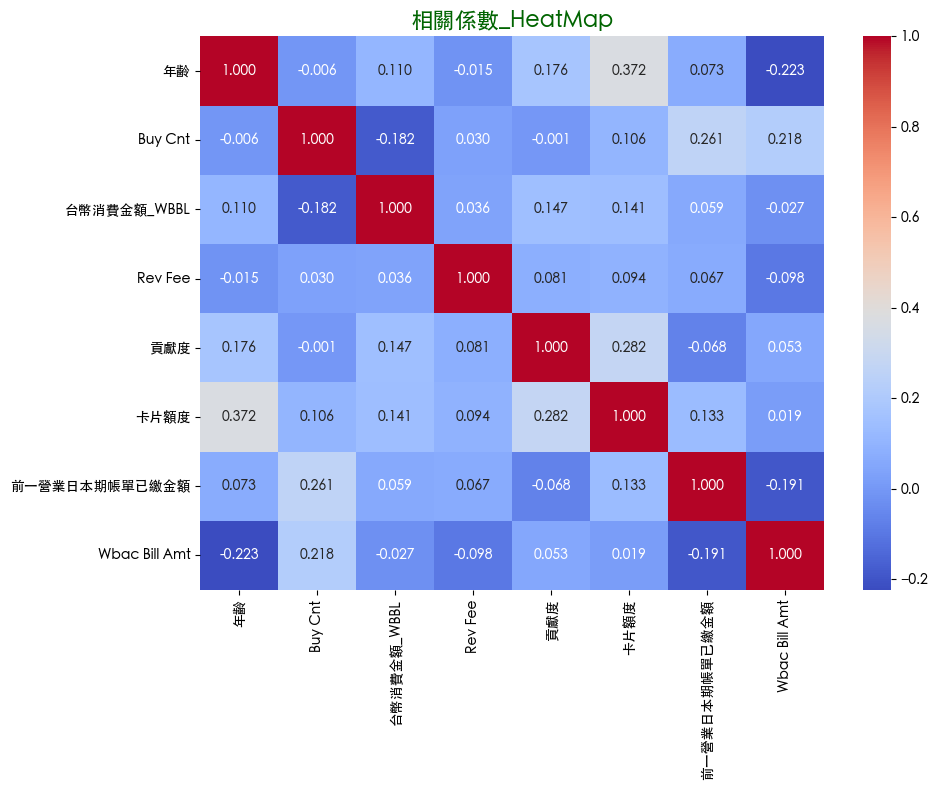 相關係數_HeatMap
年齡 1.000 -0.006 0.110 -0.015 0.176 0.372 0.073 -0.223
Buy Cnt -0.006 1.000 -0.182 0.030 -0.001 0.106 0.261 0.218
台幣消費金額_WBBL 0.110 -0.182 1.000 0.036 0.147 0.141 0.059 -0.027
Rev Fee -0.015 0.030 0.036 1.000 0.081 0.094 0.067 -0.098
貢獻度 0.176 -0.001 0.147 0.081 1.000 0.282 -0.068 0.053
卡片額度 0.372 0.106 0.141 0.094 0.282 1.000 0.133 0.019
前一營業日本期帳單已繳金額 0.073 0.261 0.059 0.067 -0.068 0.133 1.000 -0.191
Wbac Bill Amt -0.223 0.218 -0.027 -0.098 0.053 0.019 -0.191 1.000
年齡
Buy Cnt
台幣消費金額_WBBL
Rev Fee
貢獻度
卡片額度
前一營業日本期帳單已繳金額
Wbac Bill Amt
1.0
0.8
0.6
0.4
0.2
0.0
−0.2